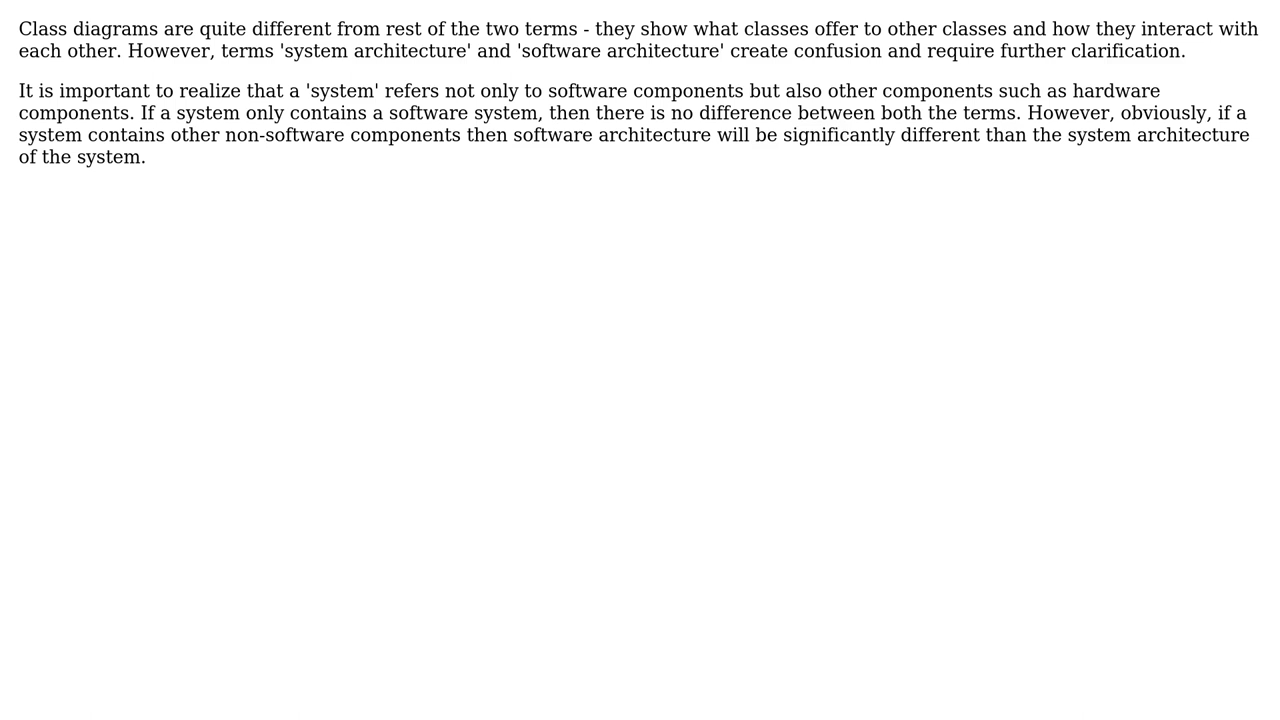 Class diagrams are quite different from rest of the two terms - they show what classes offer to other classes and how they interact with
each other. However, terms 'system architecture' and 'software architecture' create confusion and require further clarification.
It is important to realize that a 'system' refers not only to software components but also other components such as hardware
components. If a system only contains a software system, then there is no difference between both the terms. However, obviously, if a
system contains other non-software components then software architecture will be significantly different than the system architecture
of the system.